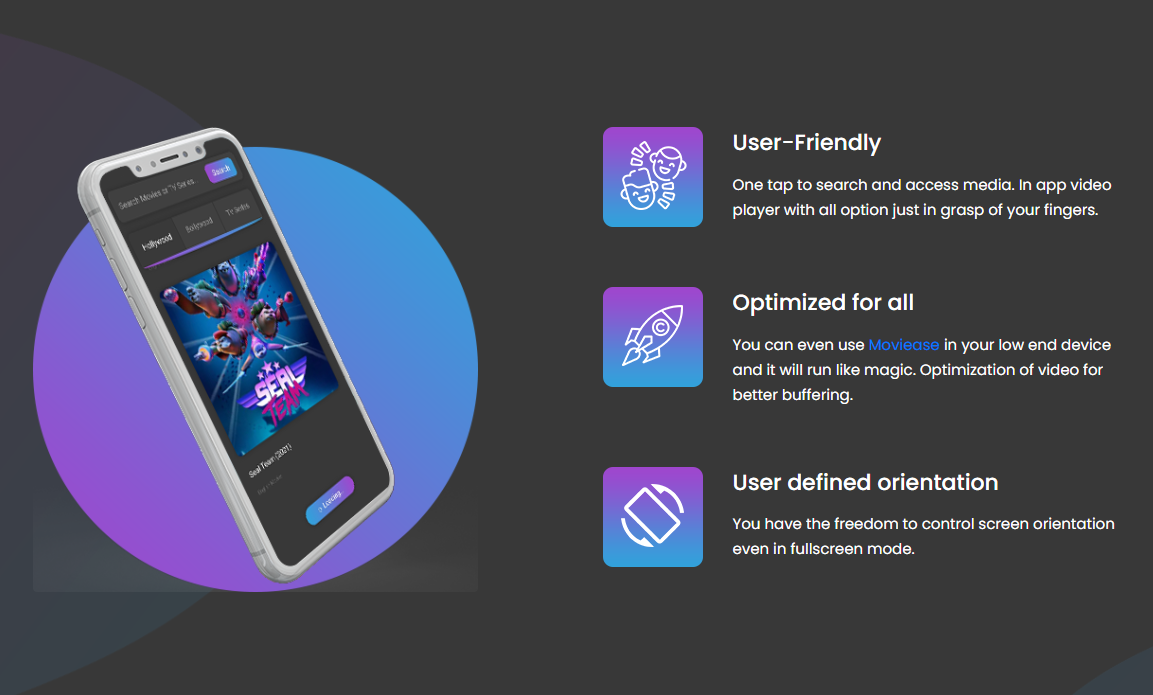 Search Movies or TV Series...
Search
Hollywood
Bollywood
TV Series
SEAL
TEAM
Seal Team (2021)
Loading..
User-Friendly
One tap to search and access media. In app video
player with all option just in grasp of your fingers.
Optimized for all
You can even use Moviease in your low end device
and it will run like magic. Optimization of video for
better buffering.
User defined orientation
You have the freedom to control screen orientation
even in fullscreen mode.